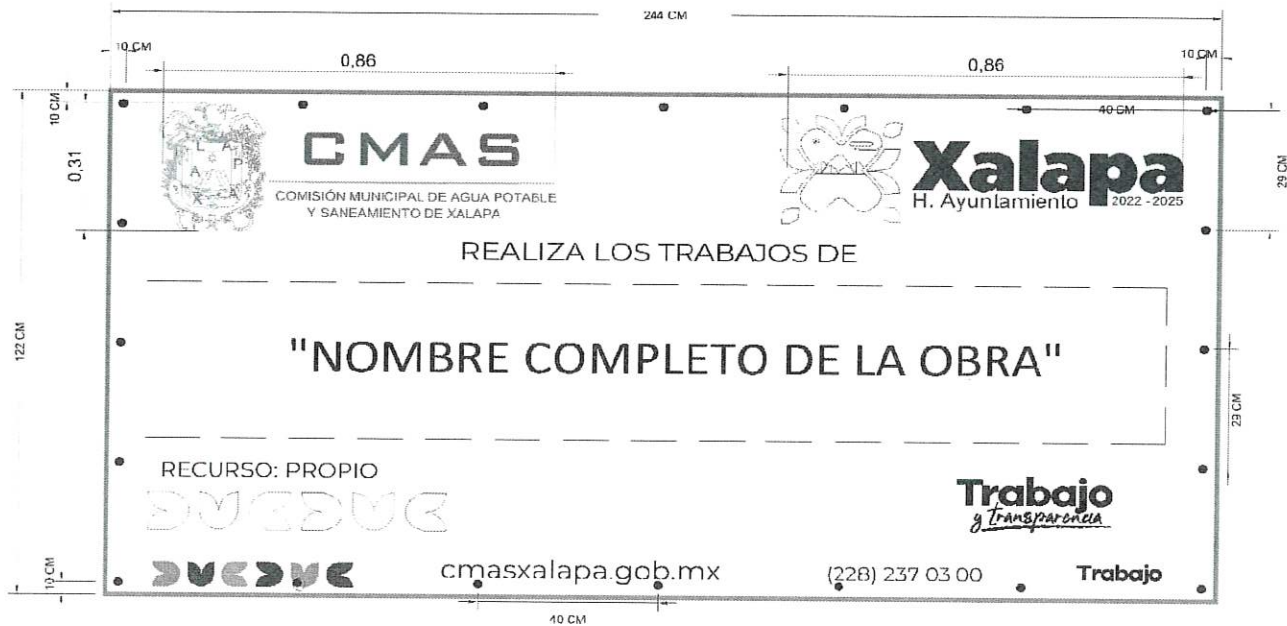 244 CM
10 CM
0,86
0,86
10 CM
10 CM
40 CM
0,31
29 CM
X A L A P A
CMAS
COMISIÓN MUNICIPAL DE AGUA POTABLE
Y SANEAMIENTO DE XALAPA
Xalapa
H. Ayuntamiento 2022 - 2025
REALIZA LOS TRABAJOS DE
122 CM
"NOMBRE COMPLETO DE LA OBRA"
29 CM
RECURSO: PROPIO
Trabajo
y transparencia
10 CM
cmasxalapa.gob.mx
(228) 237 03 00
Trabajo
40 CM